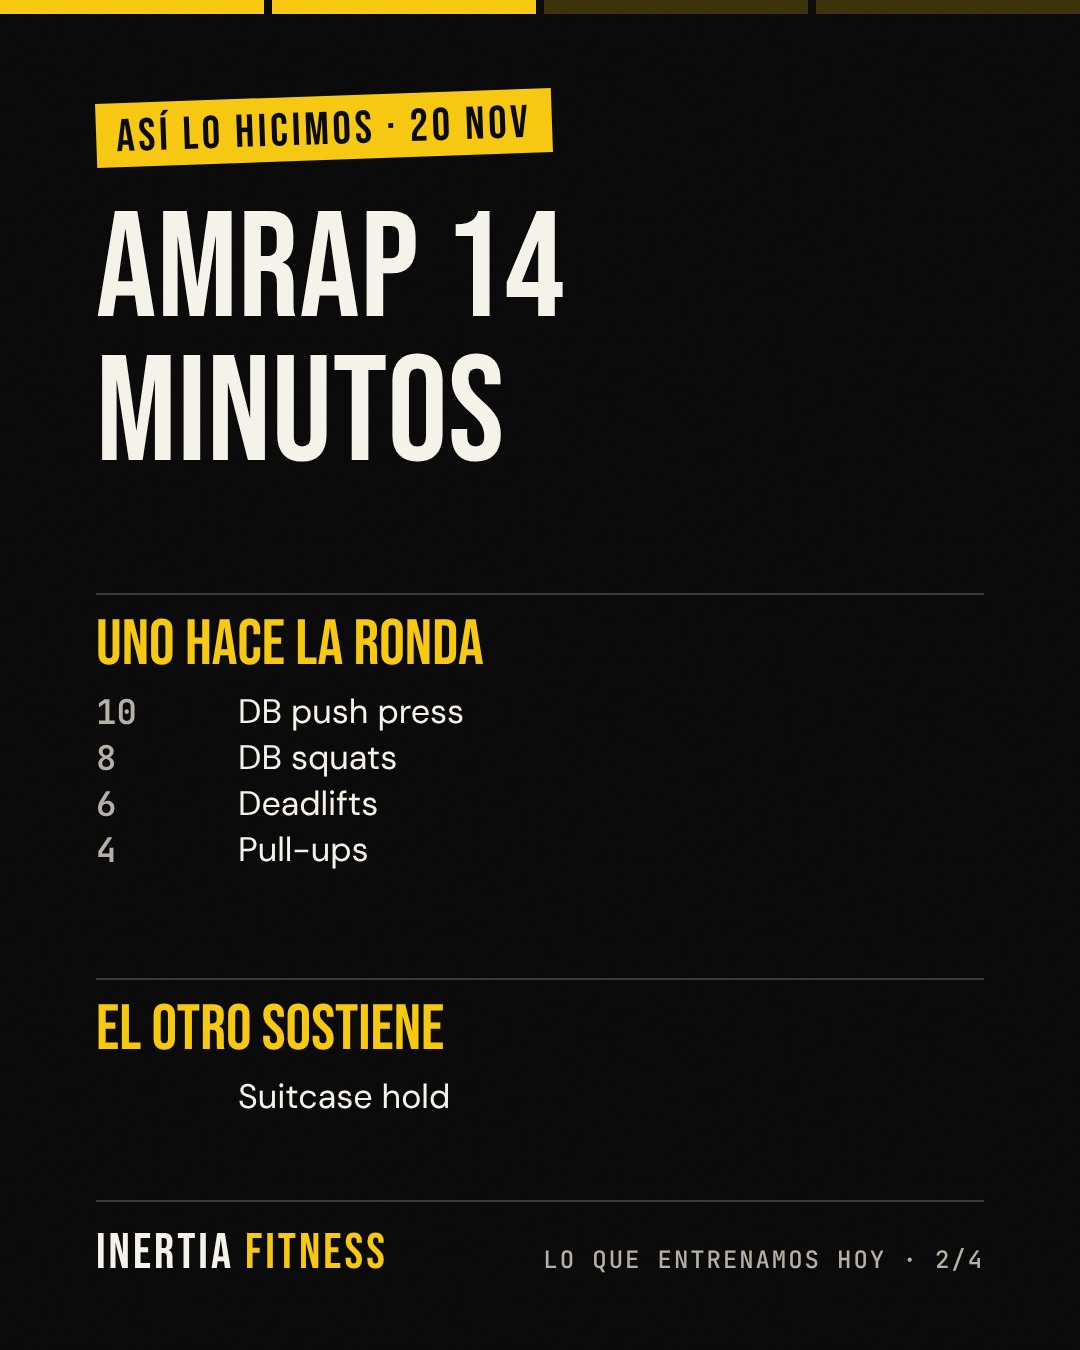 ASÍ LO HICIMOS · 20 NOV
AMRAP 14
MINUTOS
UNO HACE LA RONDA
10 DB push press
8 DB squats
6 Deadlifts
4 Pull-ups
EL OTRO SOSTIENE
Suitcase hold
INERTIA FITNESS
LO QUE ENTRENAMOS HOY · 2/4